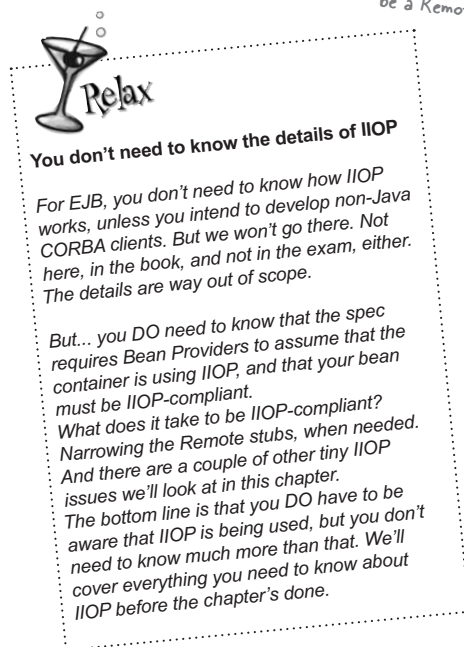 be a Remo
Relax
You don't need to know the details of IIOP
For EJB, you don't need to know how IIOP
works, unless you intend to develop non-Java
CORBA clients. But we won't go there. Not
here, in the book, and not in the exam, either.
The details are way out of scope.
But... you DO need to know that the spec
requires Bean Providers to assume that the
container is using IIOP, and that your bean
must be IIOP-compliant.
What does it take to be IIOP-compliant?
Narrowing the Remote stubs, when needed.
And there are a couple of other tiny IIOP
issues we'll look at in this chapter.
The bottom line is that you DO have to be
aware that IIOP is being used, but you don't
need to know much more than that. We'll
cover everything you need to know about
IIOP before the chapter's done.